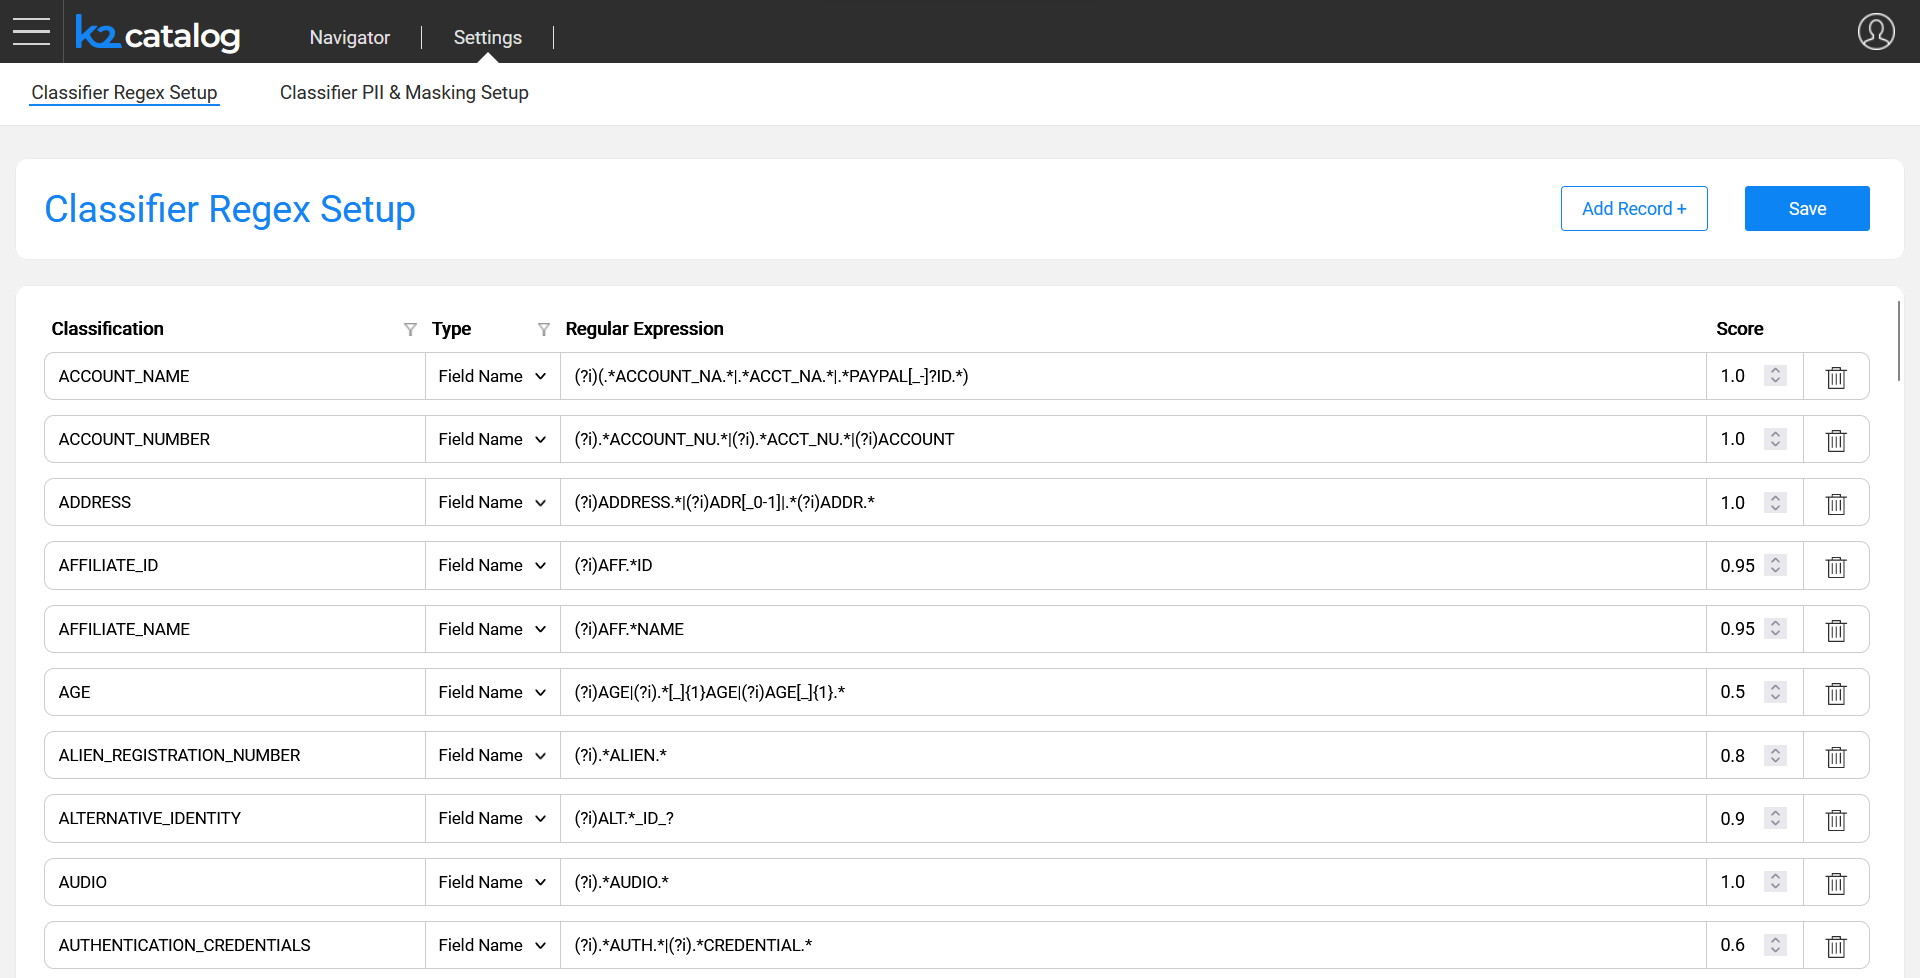 k2catalog Navigator Settings
Classifier Regex Setup Classifier PII & Masking Setup
Classifier Regex Setup Add Record + Save
Classification Type Regular Expression Score
ACCOUNT_NAME Field Name (?i)(.*ACCOUNT_NA.*|.*ACCT_NA.*|.*PAYPAL[_-]?ID.*) 1.0
ACCOUNT_NUMBER Field Name (?i).*ACCOUNT_NU.*|(?i).*ACCT_NU.*|(?i)ACCOUNT 1.0
ADDRESS Field Name (?i)ADDRESS.*|(?i)ADR[_0-1]|.*(?i)ADDR.* 1.0
AFFILIATE_ID Field Name (?i)AFF.*ID 0.95
AFFILIATE_NAME Field Name (?i)AFF.*NAME 0.95
AGE Field Name (?i)AGE|(?i).*[_]{1}AGE|(?i)AGE[_]{1}.* 0.5
ALIEN_REGISTRATION_NUMBER Field Name (?i).*ALIEN.* 0.8
ALTERNATIVE_IDENTITY Field Name (?i)ALT.*_ID_? 0.9
AUDIO Field Name (?i).*AUDIO.* 1.0
AUTHENTICATION_CREDENTIALS Field Name (?i).*AUTH.*|(?i).*CREDENTIAL.* 0.6